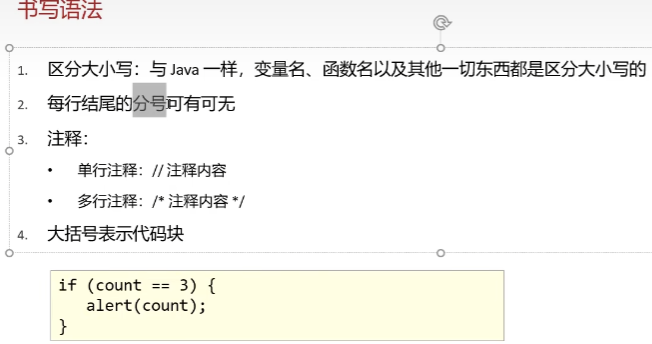 书写语法
1. 区分大小写：与 Java 一样，变量名、函数名以及其他一切东西都是区分大小写的
2. 每行结尾的分号可有可无
3. 注释：
• 单行注释：// 注释内容
• 多行注释：/* 注释内容 */
4. 大括号表示代码块
if (count == 3) {
   alert(count);
}